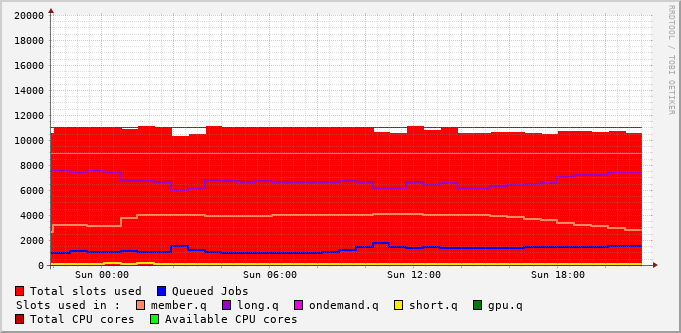 20000
18000
16000
14000
12000
10000
8000
6000
4000
2000
0
Sun 00:00 Sun 06:00 Sun 12:00 Sun 18:00
Total slots used Queued Jobs
Slots used in : member.q long.q ondemand.q short.q gpu.q
Total CPU cores Available CPU cores
RRDTOOL / TOBI OETIKER